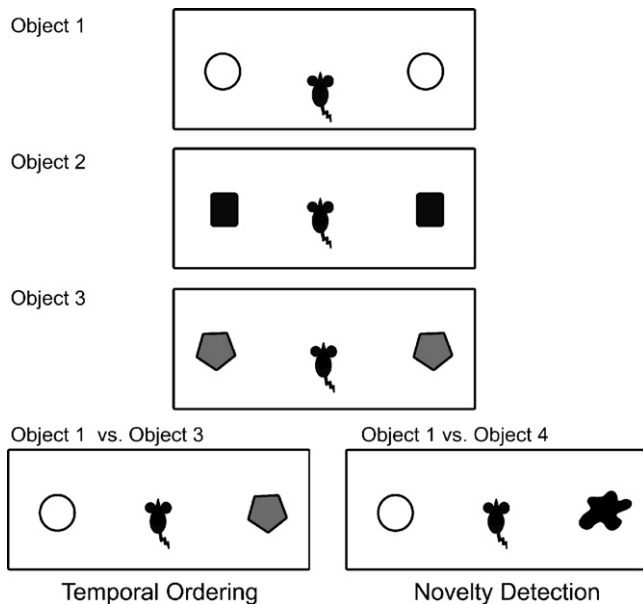 Object 1
Object 2
Object 3
Object 1 vs. Object 3
Object 1 vs. Object 4
Temporal Ordering
Novelty Detection